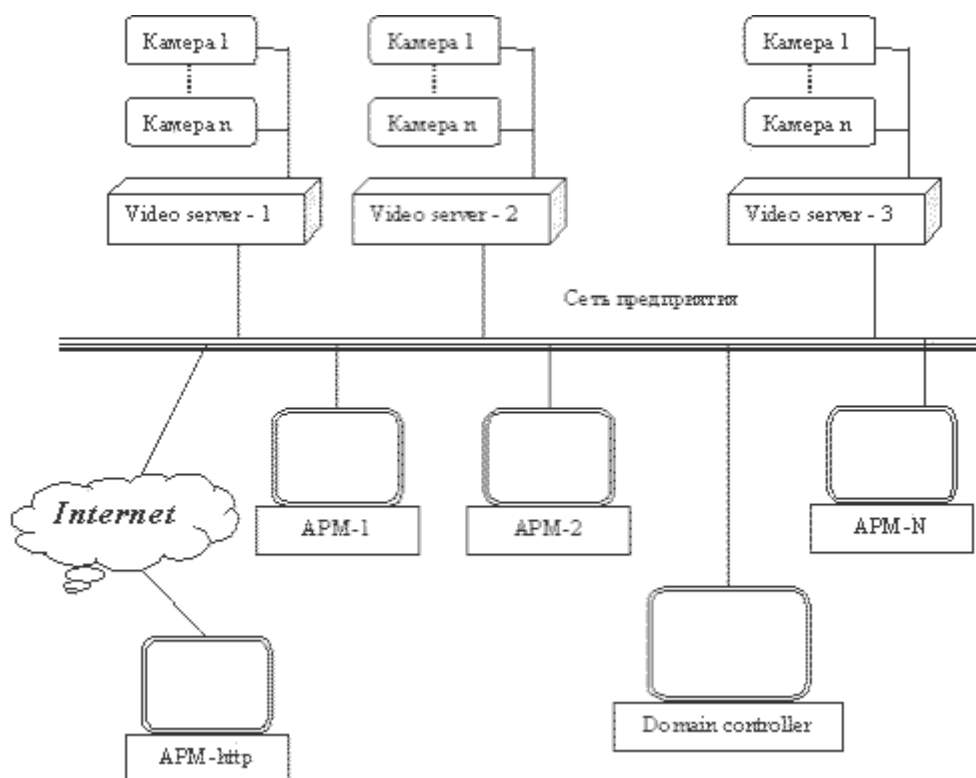 Камера 1
Камера 1
Камера 1
Камера n
Камера n
Камера n
Video server - 1
Video server - 2
Video server - 3
Сеть предприятия
Internet
АРМ-1
АРМ-2
АРМ-N
АРМ-http
Domain controller